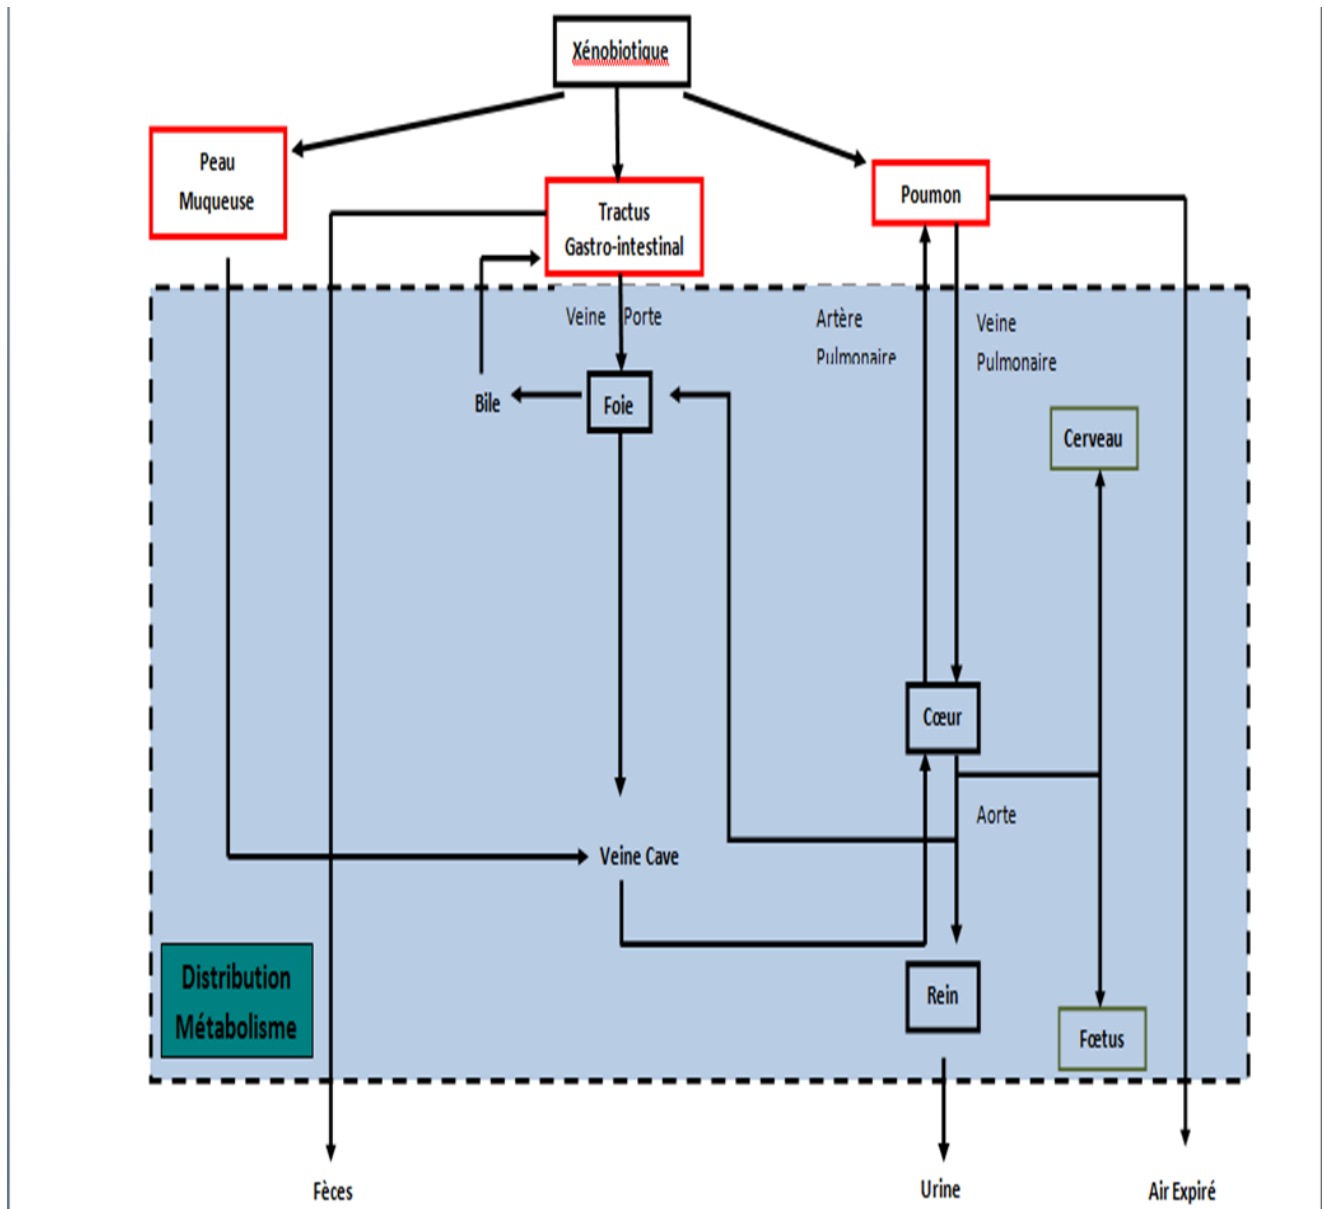 Xénobiotique
Peau
Muqueuse
Tractus
Gastro-intestinal
Poumon
Veine Porte
Artère
Pulmonaire
Veine
Pulmonaire
Bile
Foie
Cerveau
Cœur
Aorte
Veine Cave
Distribution
Métabolisme
Rein
Fœtus
Fèces
Urine
Air Expiré